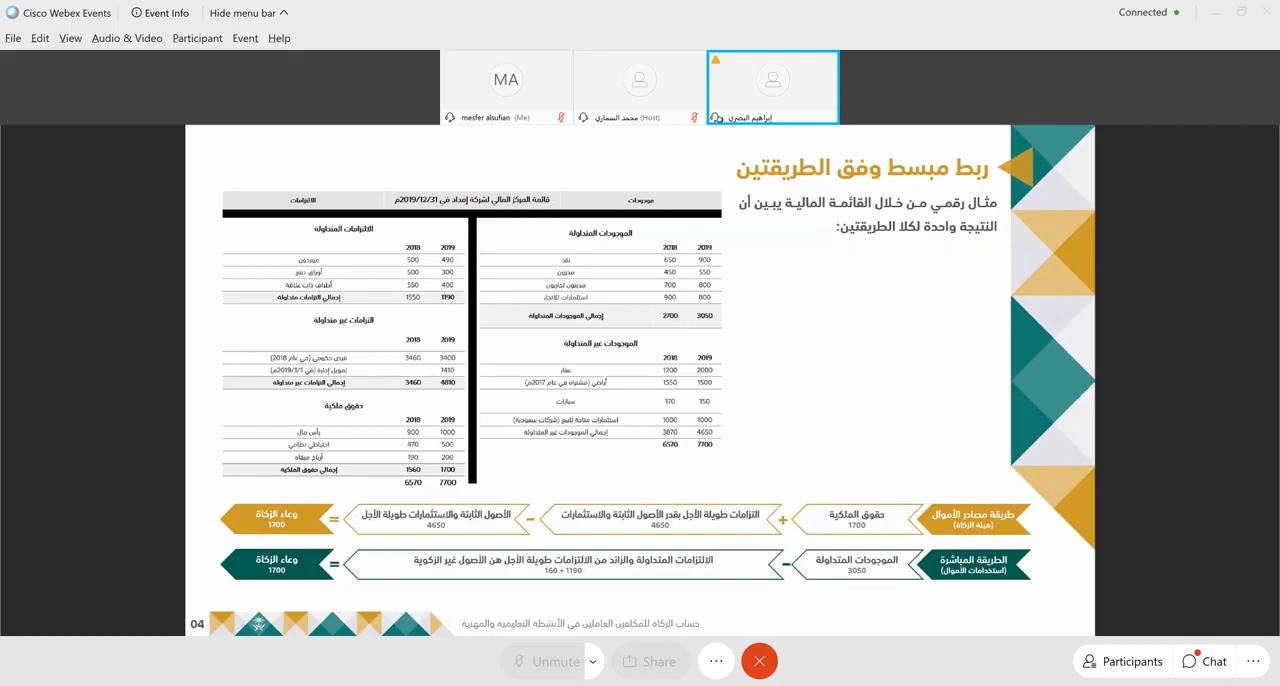 Cisco Webex Events
Event Info
Hide menu bar
Connected
File Edit View Audio & Video Participant Event Help
MA
mesfer alsufian (Me)
محمد السماري (Host)
إبراهيم البصري
ربط مبسط وفق الطريقتين
مثال رقمي من خلال القائمة المالية يبين أن
النتيجة واحدة لكلا الطريقتين:
موجودات قائمة المركز المالي لشركة إمداد في 2019/12/31م الالتزامات
الموجودات المتداولة
2019 2018
900 650 نقد
550 450 مخزون
800 700 مدينون تجاريون
800 900 استثمارات للاتجار
3050 2700 إجمالي الموجودات المتداولة
الموجودات غير المتداولة
2019 2018
2000 1200 عقار
1500 1550 أراضي (مشتراه في عام 2017م)
150 170 سيارات
1000 1000 استثمارات متاحة للبيع (شركات سعودية)
4650 3870 إجمالي الموجودات غير المتداولة
7700 6570
الالتزامات المتداولة
2019 2018
490 500 موردون
300 500 أوراق دفع
400 550 أطراف ذات علاقة
1190 1550 إجمالي التزامات متداولة
التزامات غير متداولة
2019 2018
3400 3460 قرض حكومي (في عام 2018)
1410 تمويل إجارة (في 2019/1/1م)
4810 3460 إجمالي التزامات غير متداولة
حقوق ملكية
2019 2018
1000 900 رأس مال
500 470 احتياطي نظامي
200 190 أرباح مبقاه
1700 1560 إجمالي حقوق الملكية
7700 6570
طريقة مصادر الأموال
(هيئة الزكاة)
حقوق الملكية
1700
+
التزامات طويلة الأجل بقدر الأصول الثابتة والاستثمارات
4650
-
الأصول الثابتة والاستثمارات طويلة الأجل
4650
=
وعاء الزكاة
1700
الطريقة المباشرة
(استخدامات الأموال)
الموجودات المتداولة
3050
-
الالتزامات المتداولة والزائد من الالتزامات طويلة الأجل هن الأصول غير الزكوية
1190 + 160
=
وعاء الزكاة
1700
حساب الزكاة للمكلفين العاملين في الأنشطة التعليمية والمهنية
04
Unmute
Share
Participants
Chat